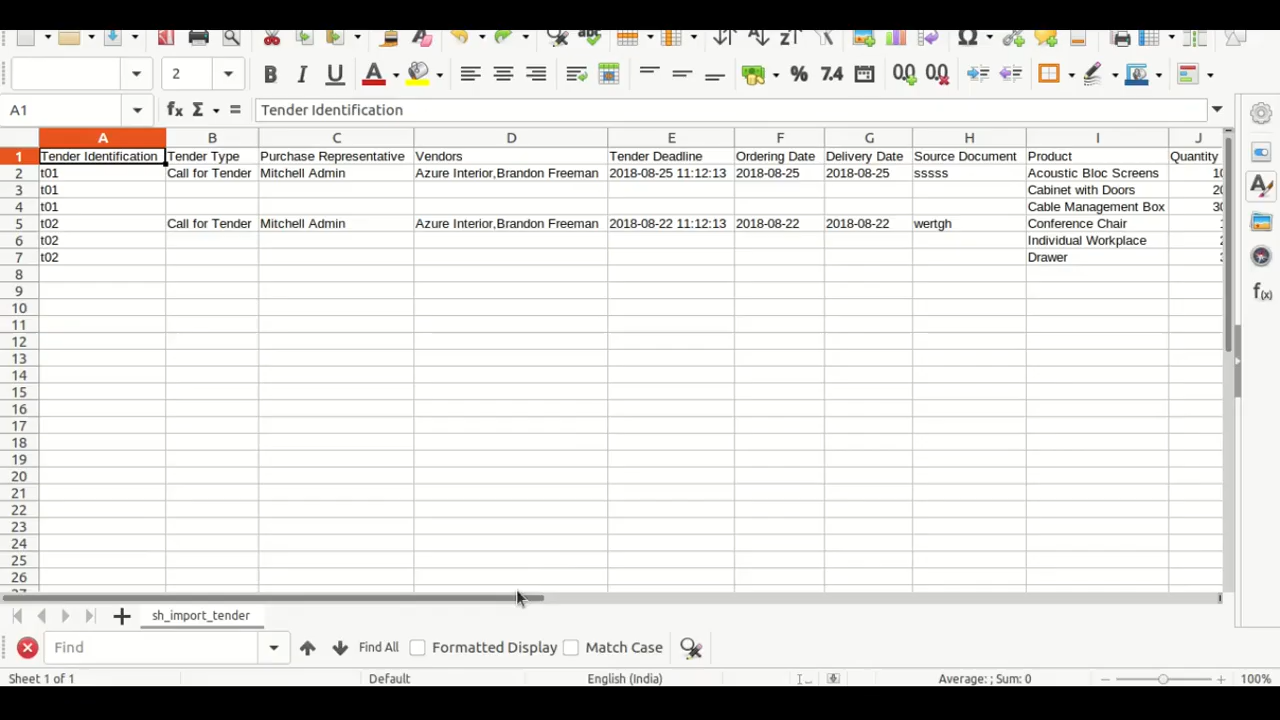 2
% 7.4
A1 fx Σ = Tender Identification
A B C D E F G H I J
1 Tender Identification Tender Type Purchase Representative Vendors Tender Deadline Ordering Date Delivery Date Source Document Product Quantity
2 t01 Call for Tender Mitchell Admin Azure Interior,Brandon Freeman 2018-08-25 11:12:13 2018-08-25 2018-08-25 sssss Acoustic Bloc Screens
3 t01 Cabinet with Doors
4 t01 Cable Management Box
5 t02 Call for Tender Mitchell Admin Azure Interior,Brandon Freeman 2018-08-22 11:12:13 2018-08-22 2018-08-22 wertgh Conference Chair
6 t02 Individual Workplace
7 t02 Drawer
8
9
10
11
12
13
14
15
16
17
18
19
20
21
22
23
24
25
26
sh_import_tender
Find Find All Formatted Display Match Case
Sheet 1 of 1 Default English (India) Average: ; Sum: 0 100%